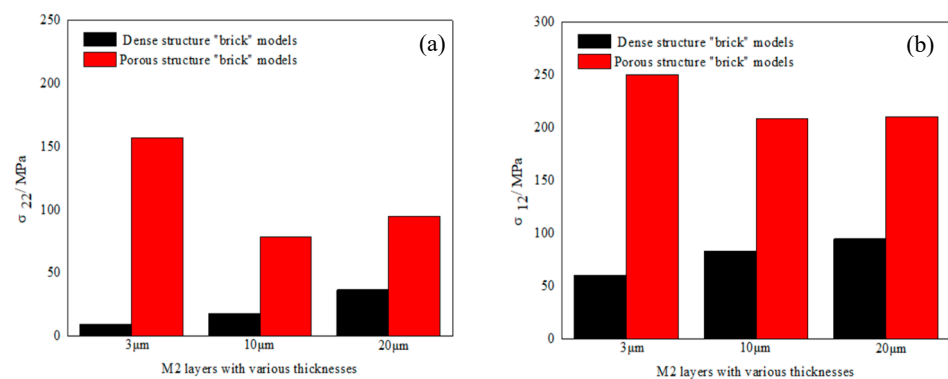 250
200
150
100
50
0
σ 22/ MPa
Dense structure "brick" models
Porous structure "brick" models
(a)
3μm
10μm
20μm
M2 layers with various thicknesses
300
250
200
150
100
50
0
σ 12/ MPa
Dense structure "brick" models
Porous structure "brick" models
(b)
3μm
10μm
20μm
M2 layers with various thicknesses